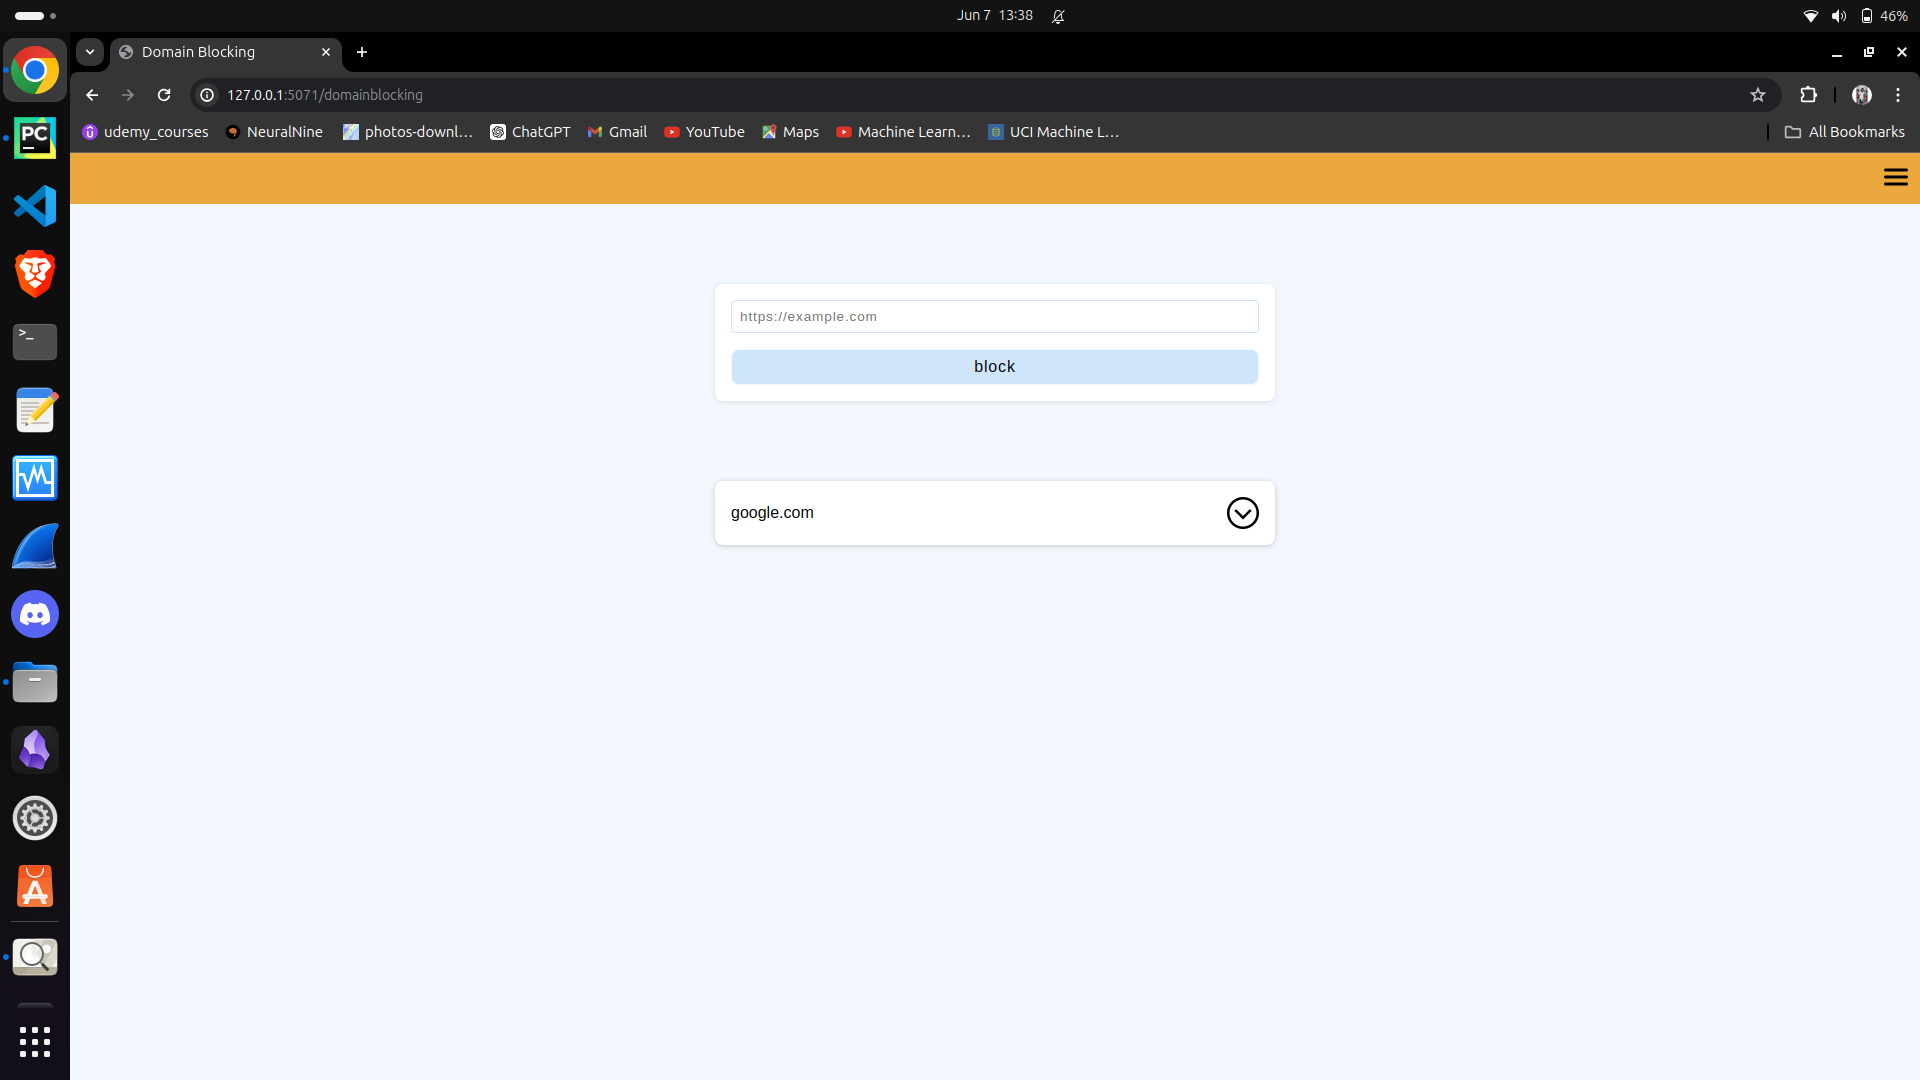 Jun 7 13:38
46%
Domain Blocking
127.0.0.1:5071/domainblocking
udemy_courses NeuralNine photos-downl... ChatGPT Gmail YouTube Maps Machine Learn... UCI Machine L... All Bookmarks
https://example.com
block
google.com
PC
>_